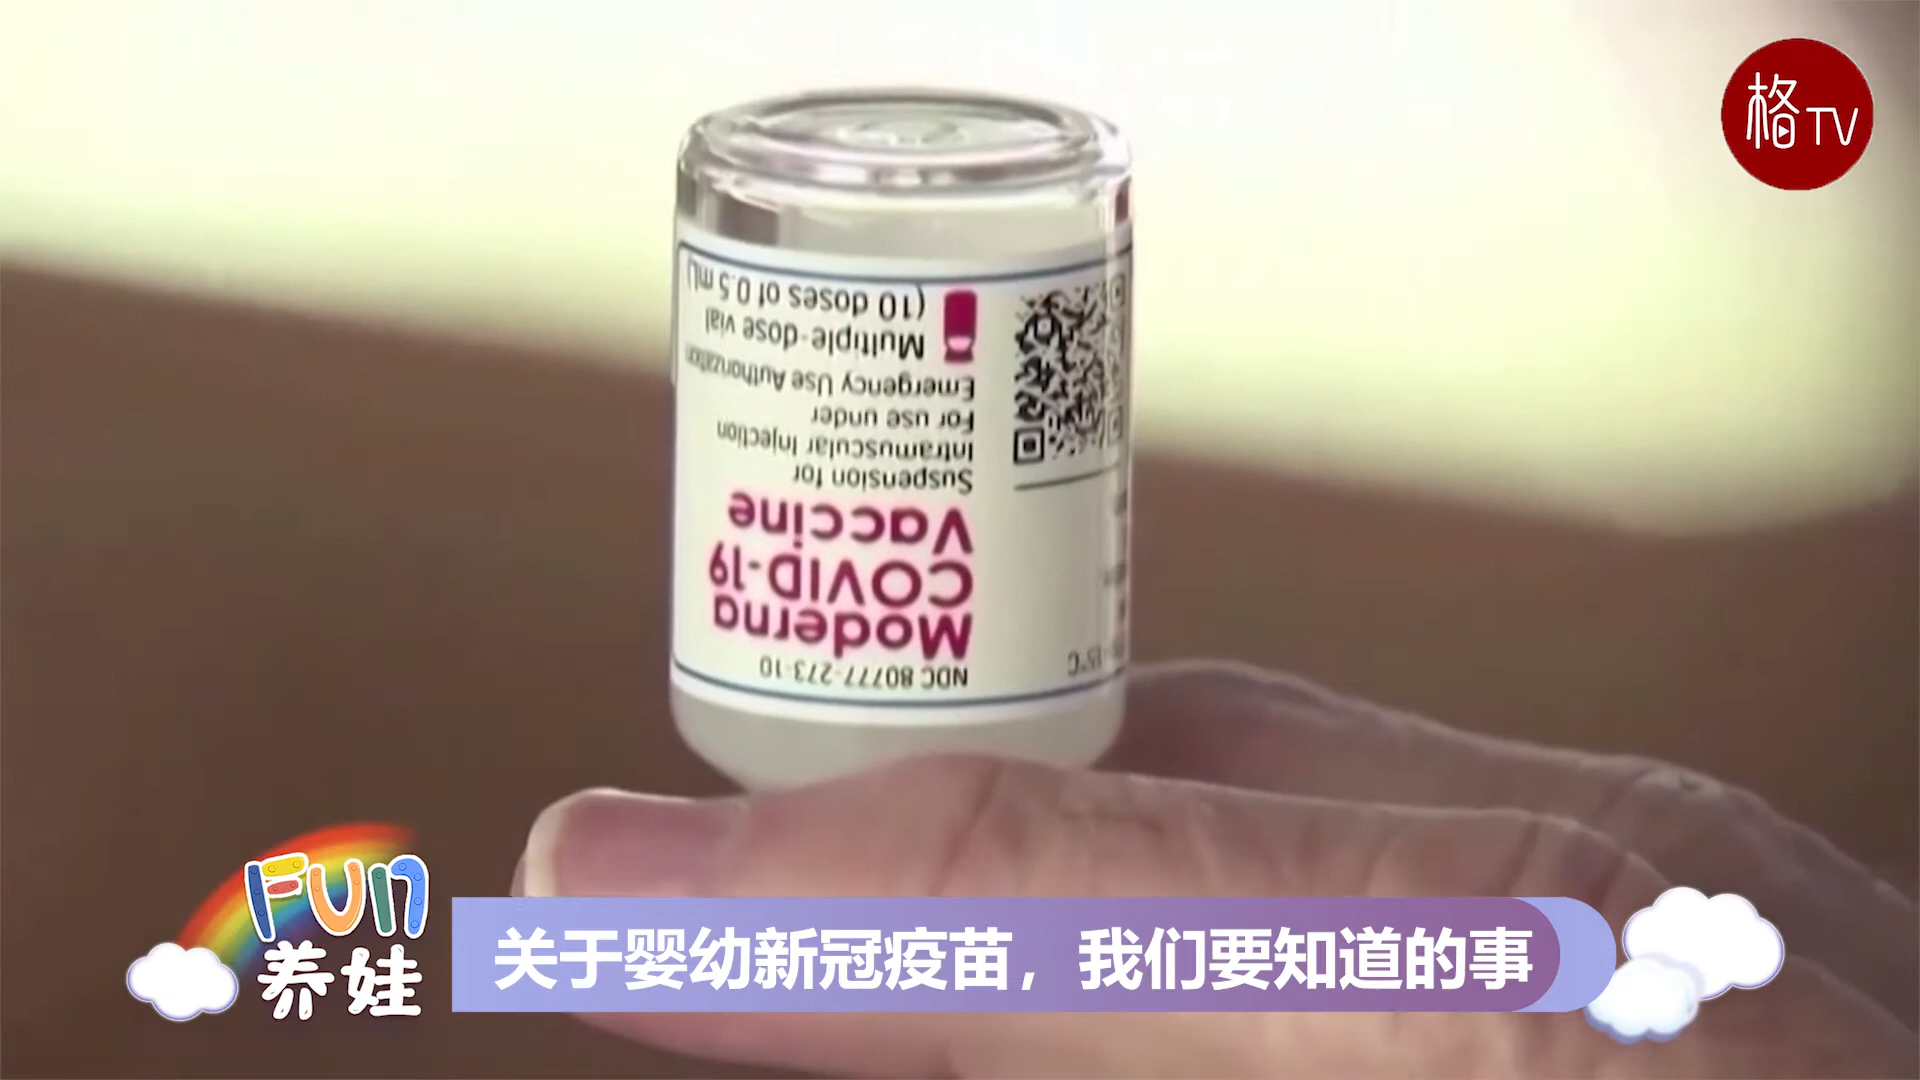 格TV
NDC 80777-273-10
Moderna
COVID-19
Vaccine
Suspension for
Intramuscular Injection
For use under
Emergency Use Authorization
Multiple-dose vial
(10 doses of 0.5 mL)
Fun
养娃
关于婴幼新冠疫苗，我们要知道的事